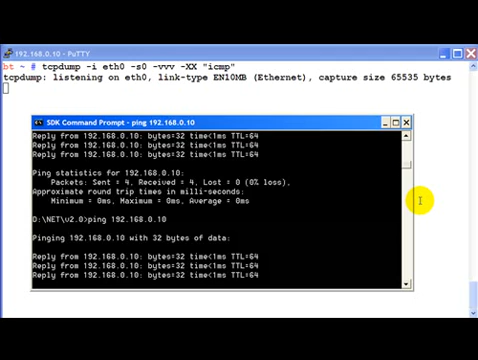 192.168.0.10 - PuTTY
bt ~ # tcpdump -i eth0 -s0 -vvv -XX "icmp"
tcpdump: listening on eth0, link-type EN10MB (Ethernet), capture size 65535 bytes
SDK Command Prompt - ping 192.168.0.10
Reply from 192.168.0.10: bytes=32 time<1ms TTL=64
Reply from 192.168.0.10: bytes=32 time<1ms TTL=64
Reply from 192.168.0.10: bytes=32 time<1ms TTL=64
Ping statistics for 192.168.0.10:
Packets: Sent = 4, Received = 4, Lost = 0 (0% loss),
Approximate round trip times in milli-seconds:
Minimum = 0ms, Maximum = 0ms, Average = 0ms
D:\NET\v2.0>ping 192.168.0.10
Pinging 192.168.0.10 with 32 bytes of data:
Reply from 192.168.0.10: bytes=32 time<1ms TTL=64
Reply from 192.168.0.10: bytes=32 time<1ms TTL=64
Reply from 192.168.0.10: bytes=32 time<1ms TTL=64